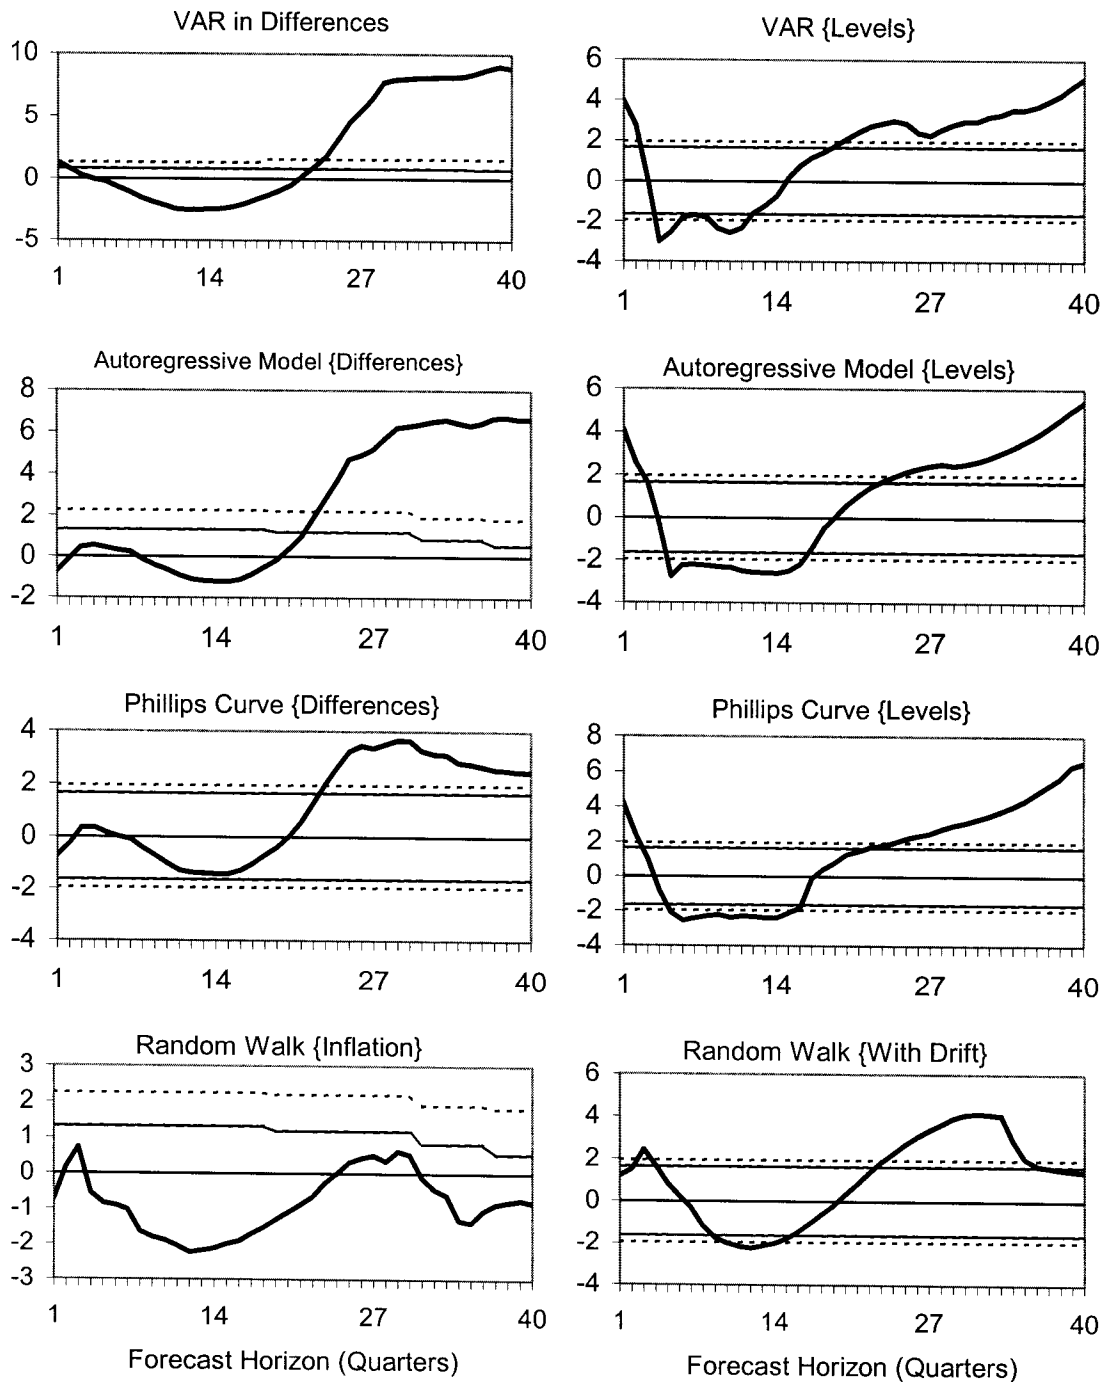 VAR in Differences
10
5
0
-5
1 14 27 40
VAR {Levels}
6
4
2
0
-2
-4
1 14 27 40
Autoregressive Model {Differences}
8
6
4
2
0
-2
1 14 27 40
Autoregressive Model {Levels}
6
4
2
0
-2
-4
1 14 27 40
Phillips Curve {Differences}
4
2
0
-2
-4
1 14 27 40
Phillips Curve {Levels}
8
6
4
2
0
-2
-4
1 14 27 40
Random Walk {Inflation}
3
2
1
0
-1
-2
-3
1 14 27 40
Forecast Horizon (Quarters)
Random Walk {With Drift}
6
4
2
0
-2
-4
1 14 27 40
Forecast Horizon (Quarters)